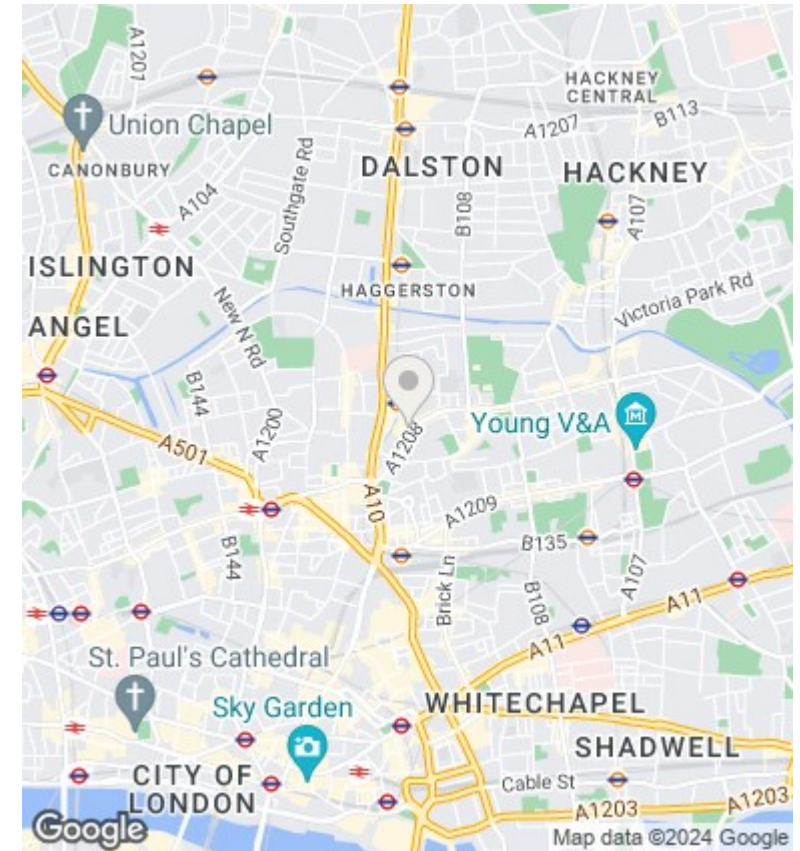 A1201
HACKNEY
CENTRAL
Union Chapel
A1207
B113
CANONBURY
DALSTON
HACKNEY
A104
Southgate Rd
B108
A107
ISLINGTON
HAGGERSTON
New N Rd
Victoria Park Rd
ANGEL
B144
A1200
A1208
Young V&A
A501
A10
A1209
B144
B135
Brick Ln
B108
A107
A11
A11
St. Paul's Cathedral
Sky Garden
WHITECHAPEL
SHADWELL
CITY OF
LONDON
Cable St
A1203
A1203
Google
Map data ©2024 Google